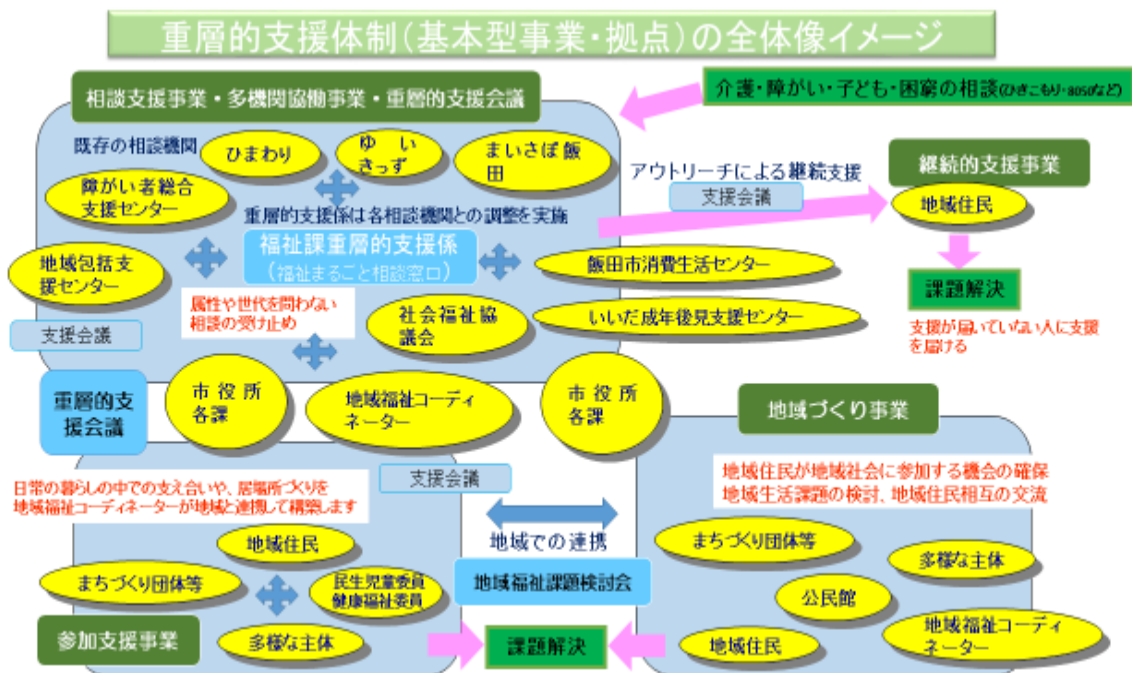 重層的支援体制(基本型事業・拠点)の全体像イメージ
相談支援事業・多機関協働事業・重層的支援会議
介護・障がい・子ども・困窮の相談(ひきこもり・8050など)
既存の相談機関
ひまわり
ゆい
きっず
まいさぽ飯
田
障がい者総合
支援センター
アウトリーチによる継続支援
支援会議
継続的支援事業
地域住民
重層的支援係は各相談機関との調整を実施
福祉課重層的支援係
(福祉まるごと相談窓口)
地域包括支
援センター
飯田市消費生活センター
課題解決
属性や世代を問わない
相談の受け止め
社会福祉協
議会
いいだ成年後見支援センター
支援が届いていない人に支援
を届ける
支援会議
重層的支
援会議
市役所
各課
地域福祉コーディ
ネーター
市役所
各課
地域づくり事業
支援会議
日常の暮らしの中での支え合いや、居場所づくりを
地域福祉コーディネーターが地域と連携して構築します
地域住民が地域社会に参加する機会の確保
地域生活課題の検討、地域住民相互の交流
地域住民
地域での連携
まちづくり団体等
多様な主体
まちづくり団体等
民生児童委員
健康福祉委員
地域福祉課題検討会
公民館
参加支援事業
多様な主体
課題解決
地域住民
地域福祉コーディ
ネーター